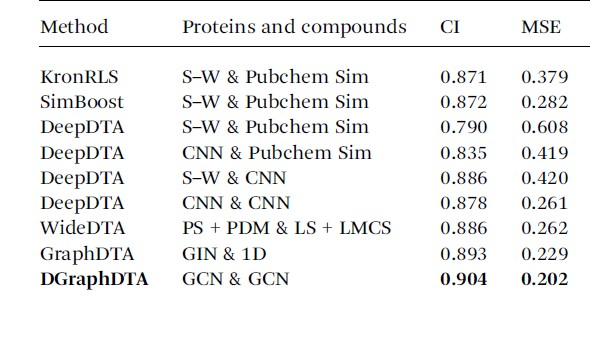 Method Proteins and compounds CI MSE
KronRLS S–W & Pubchem Sim 0.871 0.379
SimBoost S–W & Pubchem Sim 0.872 0.282
DeepDTA S–W & Pubchem Sim 0.790 0.608
DeepDTA CNN & Pubchem Sim 0.835 0.419
DeepDTA S–W & CNN 0.886 0.420
DeepDTA CNN & CNN 0.878 0.261
WideDTA PS + PDM & LS + LMCS 0.886 0.262
GraphDTA GIN & 1D 0.893 0.229
DGraphDTA GCN & GCN 0.904 0.202